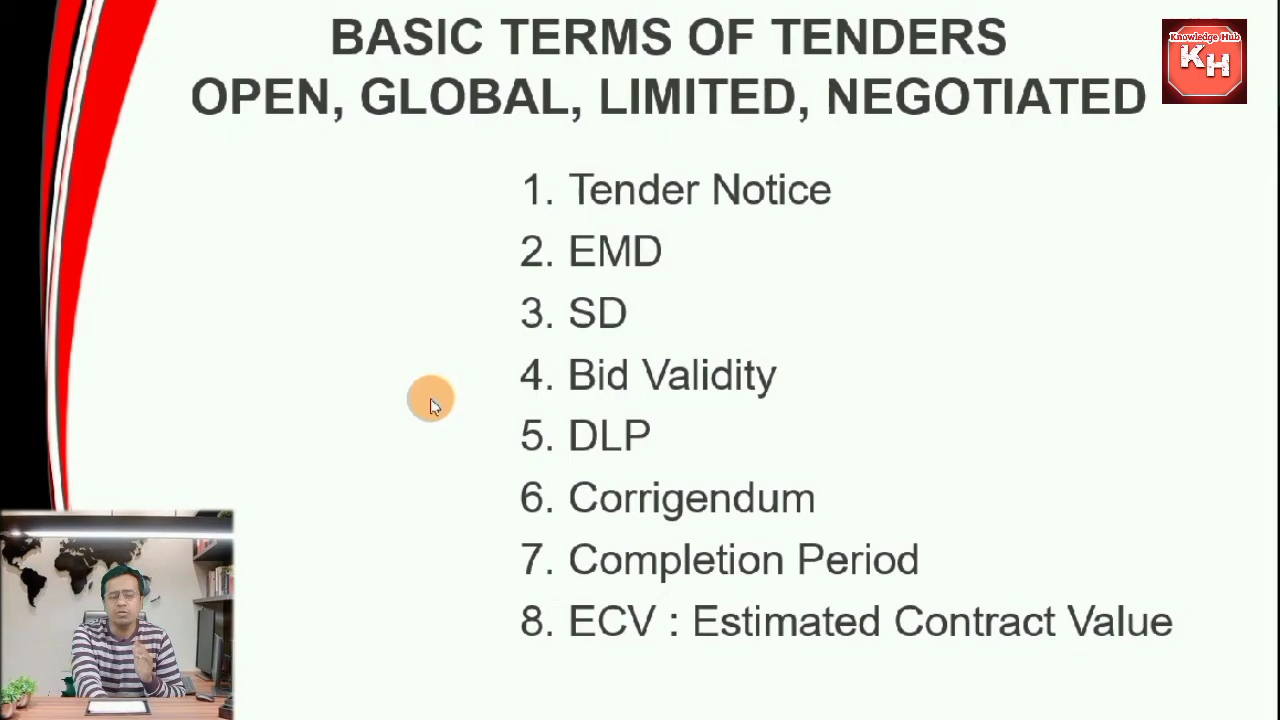 BASIC TERMS OF TENDERS
OPEN, GLOBAL, LIMITED, NEGOTIATED
Knowledge Hub
KH
1. Tender Notice
2. EMD
3. SD
4. Bid Validity
5. DLP
6. Corrigendum
7. Completion Period
8. ECV : Estimated Contract Value